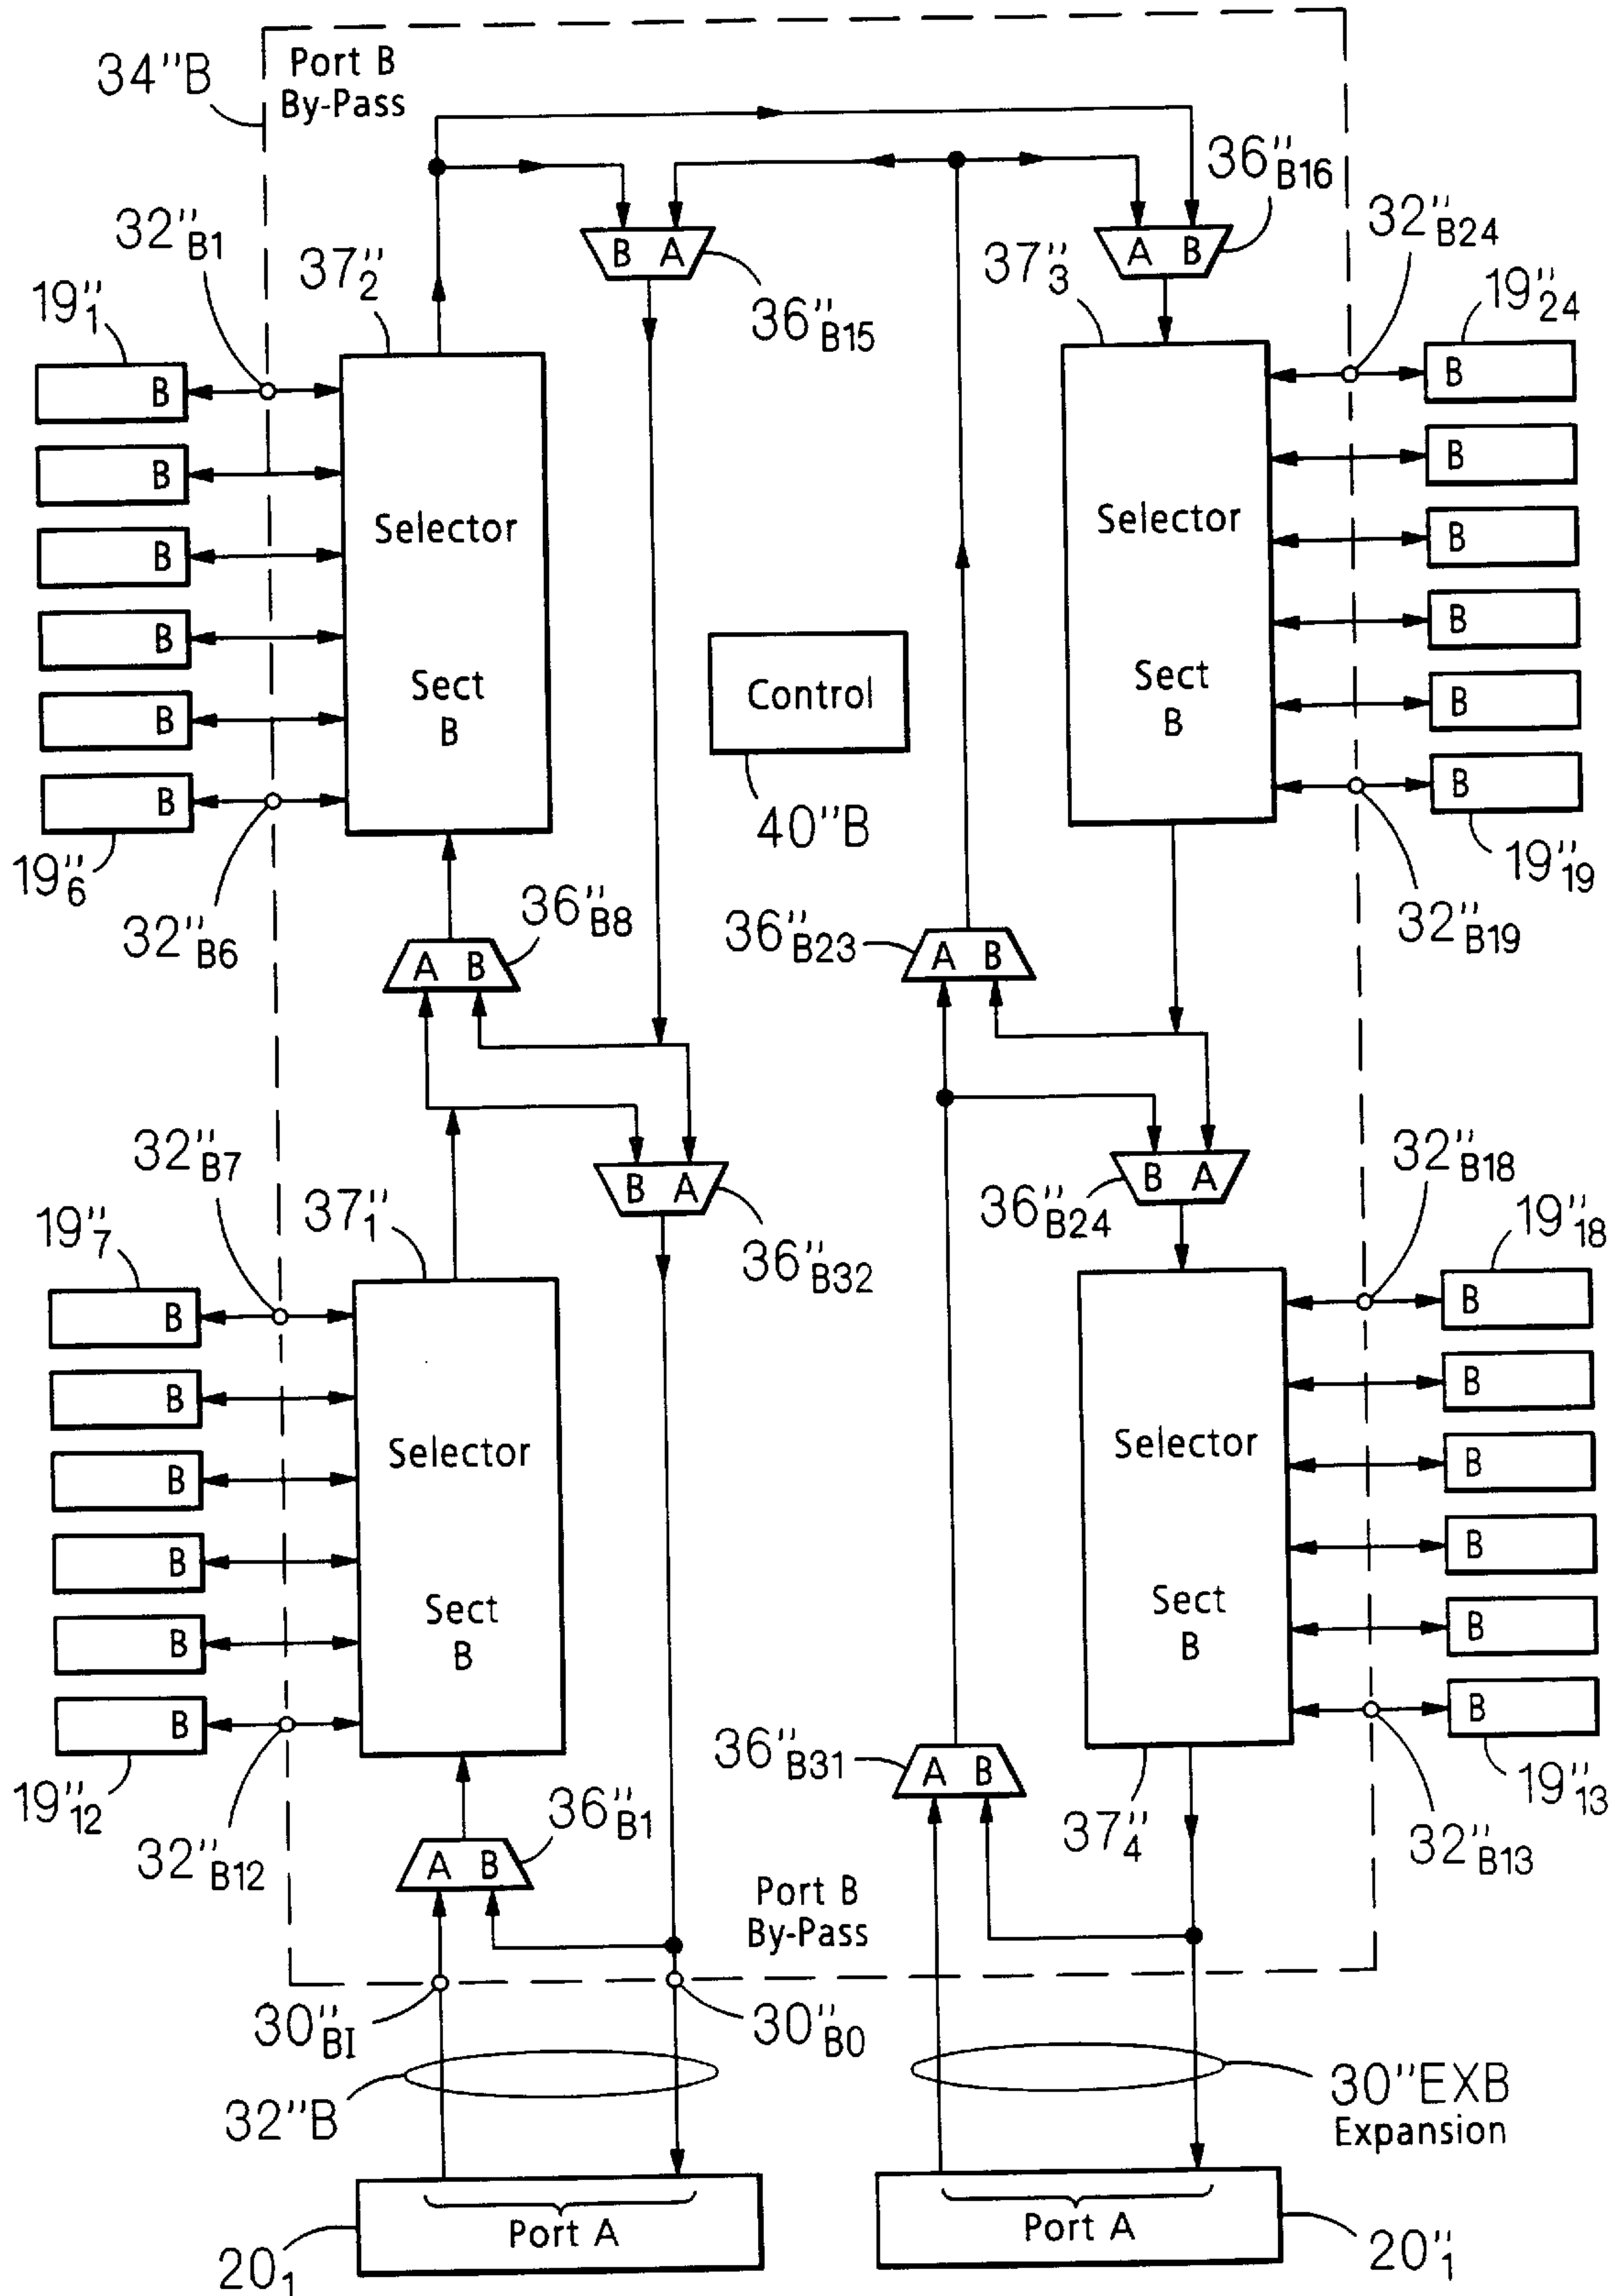 34"B
Port B
By-Pass
36"B16
32"B1
37"2
B A
36"B15
37"3
A B
32"B24
19"1
19"24
B
B
B
B
B
B
Selector
Sect
B
Control
40"B
Selector
Sect
B
B
B
B
B
B
B
19"6
32"B6
36"B8
A B
36"B23
A B
32"B19
19"19
32"B7
37"1
B A
36"B32
36"B24
B A
32"B18
19"18
19"7
B
B
B
B
B
B
Selector
Sect
B
Selector
Sect
B
B
B
B
B
B
B
19"12
32"B12
36"B1
A B
36"B31
A B
37"4
32"B13
19"13
Port B
By-Pass
30"BI
30"BO
32"B
30"EXB
Expansion
Port A
Port A
201
20"1